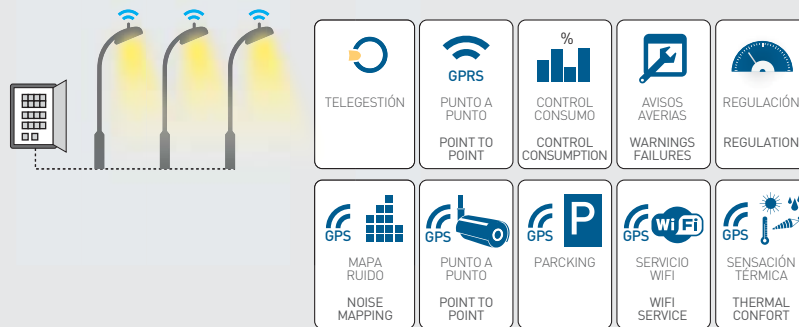 TELEGESTIÓN
GPRS
PUNTO A
PUNTO
POINT TO
POINT
%
CONTROL
CONSUMO
CONTROL
CONSUMPTION
AVISOS
AVERIAS
WARNINGS
FAILURES
REGULACIÓN
REGULATION
GPS
MAPA
RUIDO
NOISE
MAPPING
GPS
PUNTO A
PUNTO
POINT TO
POINT
GPS
P
PARCKING
GPS
WiFi
SERVICIO
WIFI
WIFI
SERVICE
GPS
SENSACIÓN
TÉRMICA
THERMAL
CONFORT